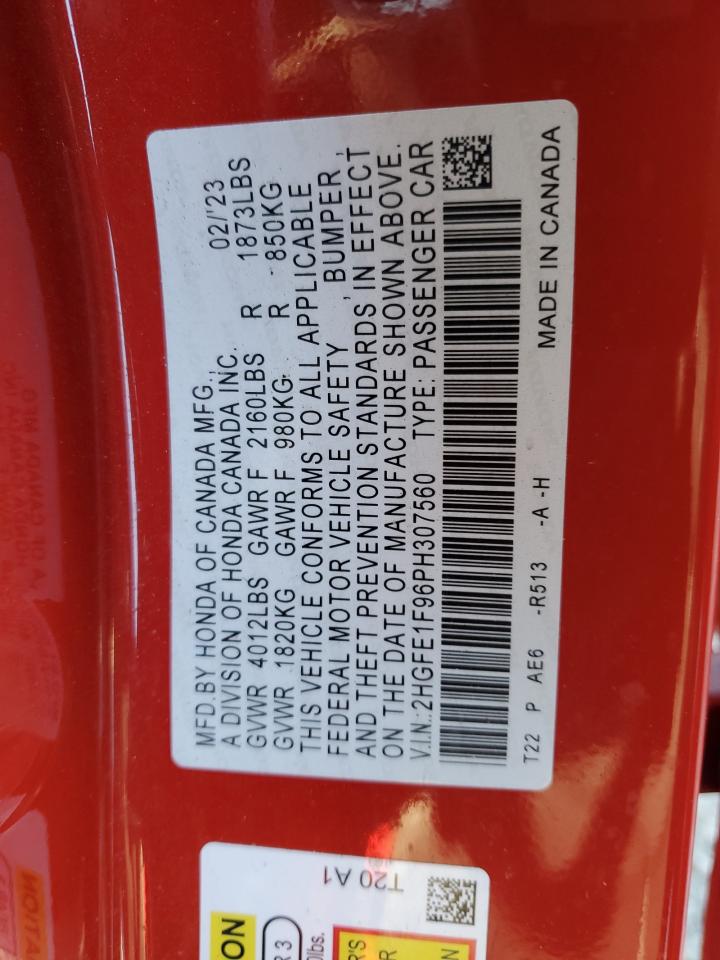 MFD.BY HONDA OF CANADA MFG., 02/'23
A DIVISION OF HONDA CANADA INC.
GVWR 4012LBS GAWR F 2160LBS R 1873LBS
GVWR 1820KG GAWR F 980KG R 850KG
THIS VEHICLE CONFORMS TO ALL APPLICABLE
FEDERAL MOTOR VEHICLE SAFETY , BUMPER ,
AND THEFT PREVENTION STANDARDS IN EFFECT
ON THE DATE OF MANUFACTURE SHOWN ABOVE.
V.I.N.:2HGFE1F96PH307560 TYPE: PASSENGER CAR
T22 P AE6 -R513 -A -H MADE IN CANADA
T20 A1
ON
R 3
0lbs.
R'S
R
N